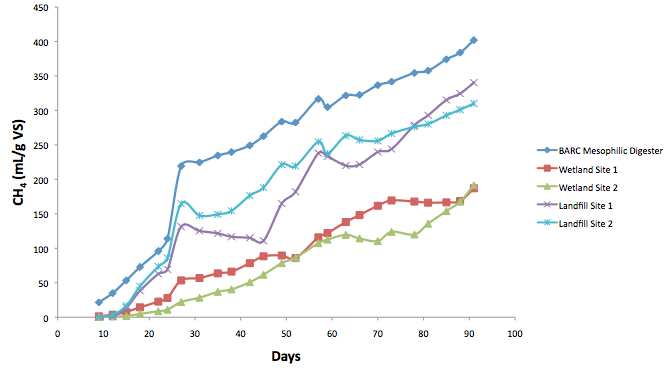 450
400
350
300
250
200
150
100
50
0
CH4 (mL/g VS)
0 10 20 30 40 50 60 70 80 90 100
Days
BARC Mesophilic Digester
Wetland Site 1
Wetland Site 2
Landfill Site 1
Landfill Site 2